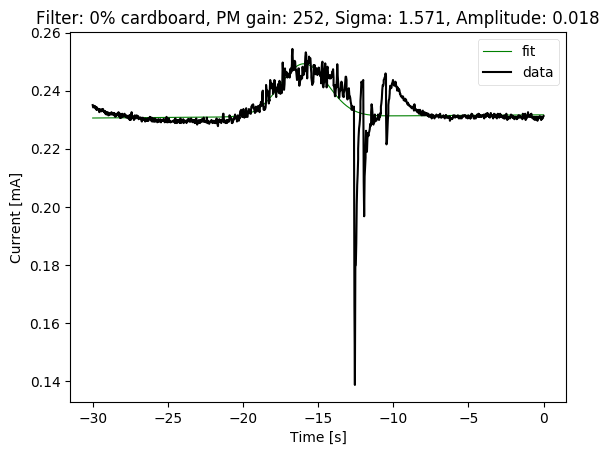 Filter: 0% cardboard, PM gain: 252, Sigma: 1.571, Amplitude: 0.018
0.26
0.24
0.22
0.20
0.18
0.16
0.14
Current [mA]
fit
data
−30 −25 −20 −15 −10 −5 0
Time [s]